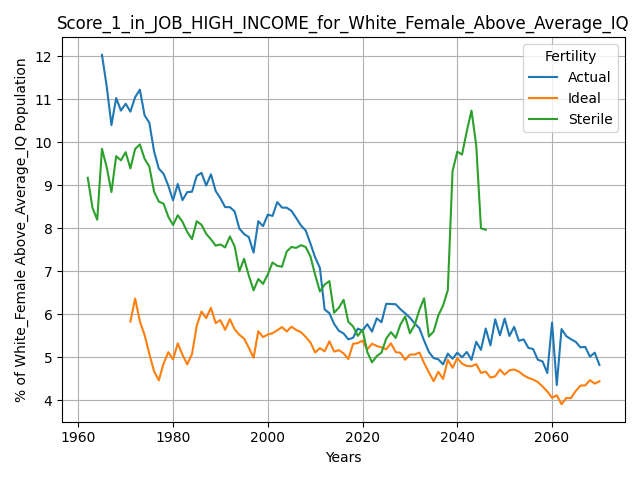 Score_1_in_JOB_HIGH_INCOME_for_White_Female_Above_Average_IQ
% of White_Female Above_Average_IQ Population
12
11
10
9
8
7
6
5
4
Fertility
Actual
Ideal
Sterile
1960 1980 2000 2020 2040 2060
Years